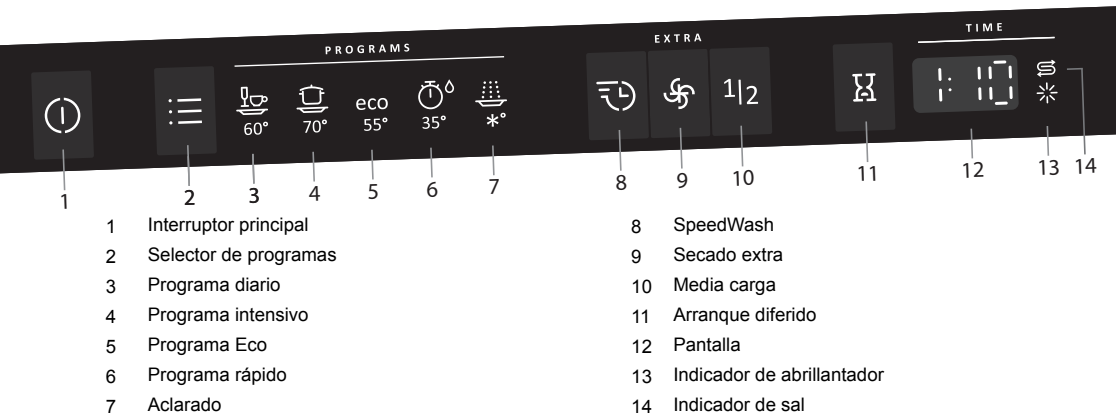 PROGRAMS
EXTRA
TIME
60°
70°
eco
55°
35°
*°
1|2
1:10
1 2 3 4 5 6 7 8 9 10 11 12 13 14
1 Interruptor principal
2 Selector de programas
3 Programa diario
4 Programa intensivo
5 Programa Eco
6 Programa rápido
7 Aclarado
8 SpeedWash
9 Secado extra
10 Media carga
11 Arranque diferido
12 Pantalla
13 Indicador de abrillantador
14 Indicador de sal